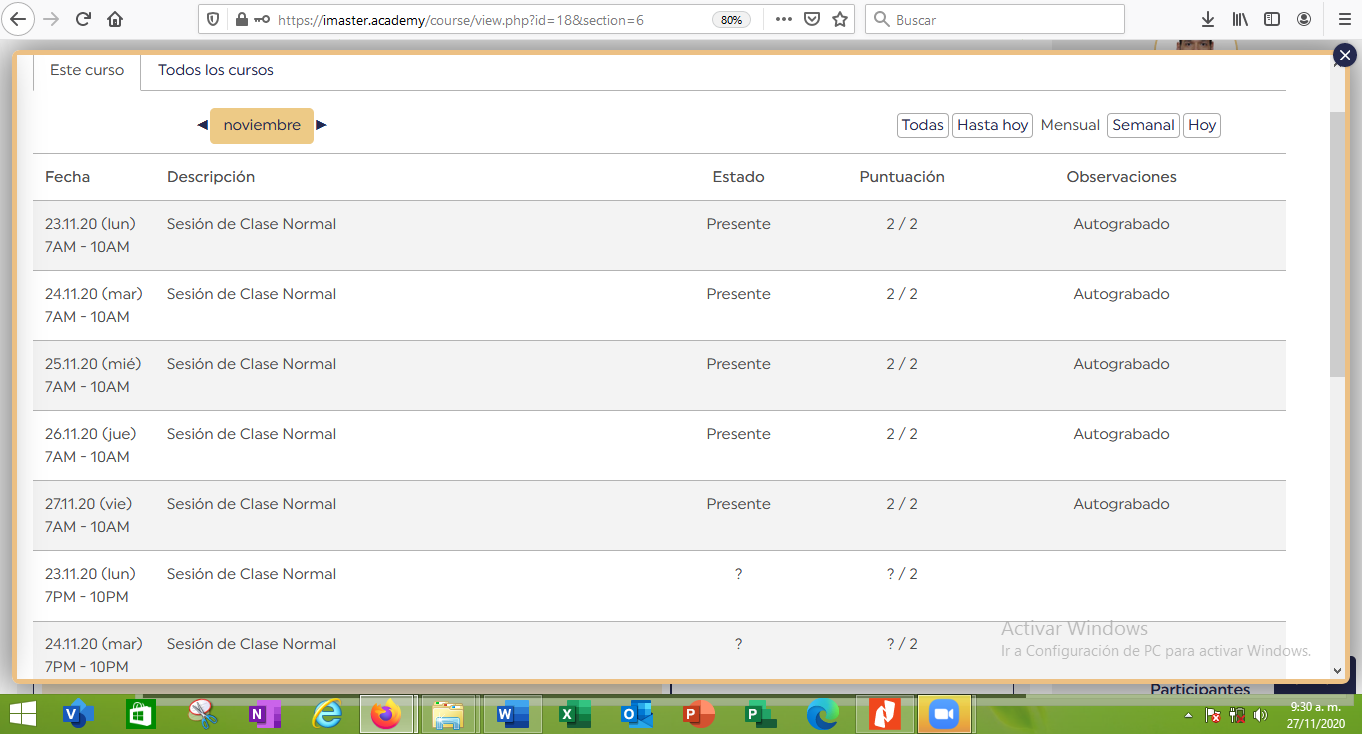 https://imaster.academy/course/view.php?id=18&section=6
80%
Buscar
Este curso
Todos los cursos
◄ noviembre ►
Todas Hasta hoy Mensual Semanal Hoy
Fecha Descripción Estado Puntuación Observaciones
23.11.20 (lun) Sesión de Clase Normal Presente 2 / 2 Autograbado
7AM - 10AM
24.11.20 (mar) Sesión de Clase Normal Presente 2 / 2 Autograbado
7AM - 10AM
25.11.20 (mié) Sesión de Clase Normal Presente 2 / 2 Autograbado
7AM - 10AM
26.11.20 (jue) Sesión de Clase Normal Presente 2 / 2 Autograbado
7AM - 10AM
27.11.20 (vie) Sesión de Clase Normal Presente 2 / 2 Autograbado
7AM - 10AM
23.11.20 (lun) Sesión de Clase Normal ? ? / 2
7PM - 10PM
24.11.20 (mar) Sesión de Clase Normal ? ? / 2
7PM - 10PM
Activar Windows
Ir a Configuración de PC para activar Windows.
Participantes
9:30 a. m.
27/11/2020